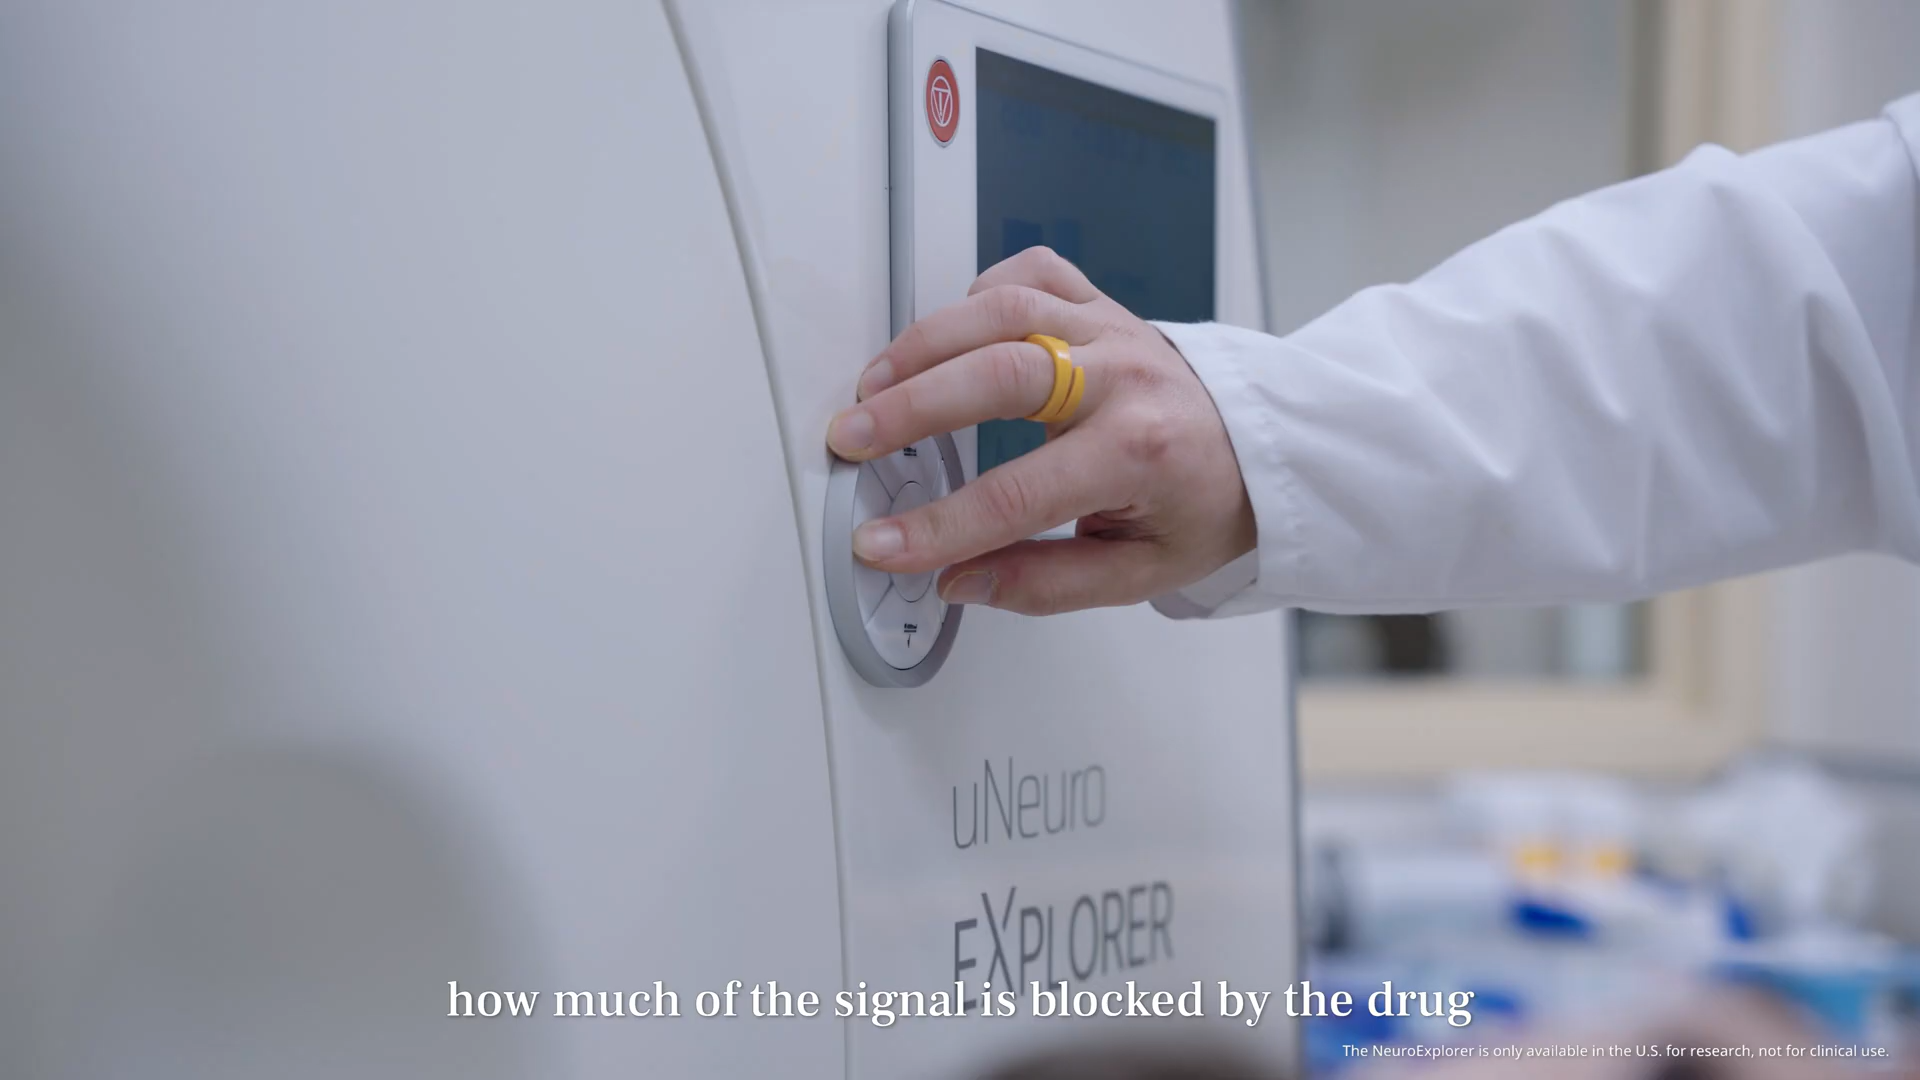 uNeuro
EXPLORER
how much of the signal is blocked by the drug
The NeuroExplorer is only available in the U.S. for research, not for clinical use.